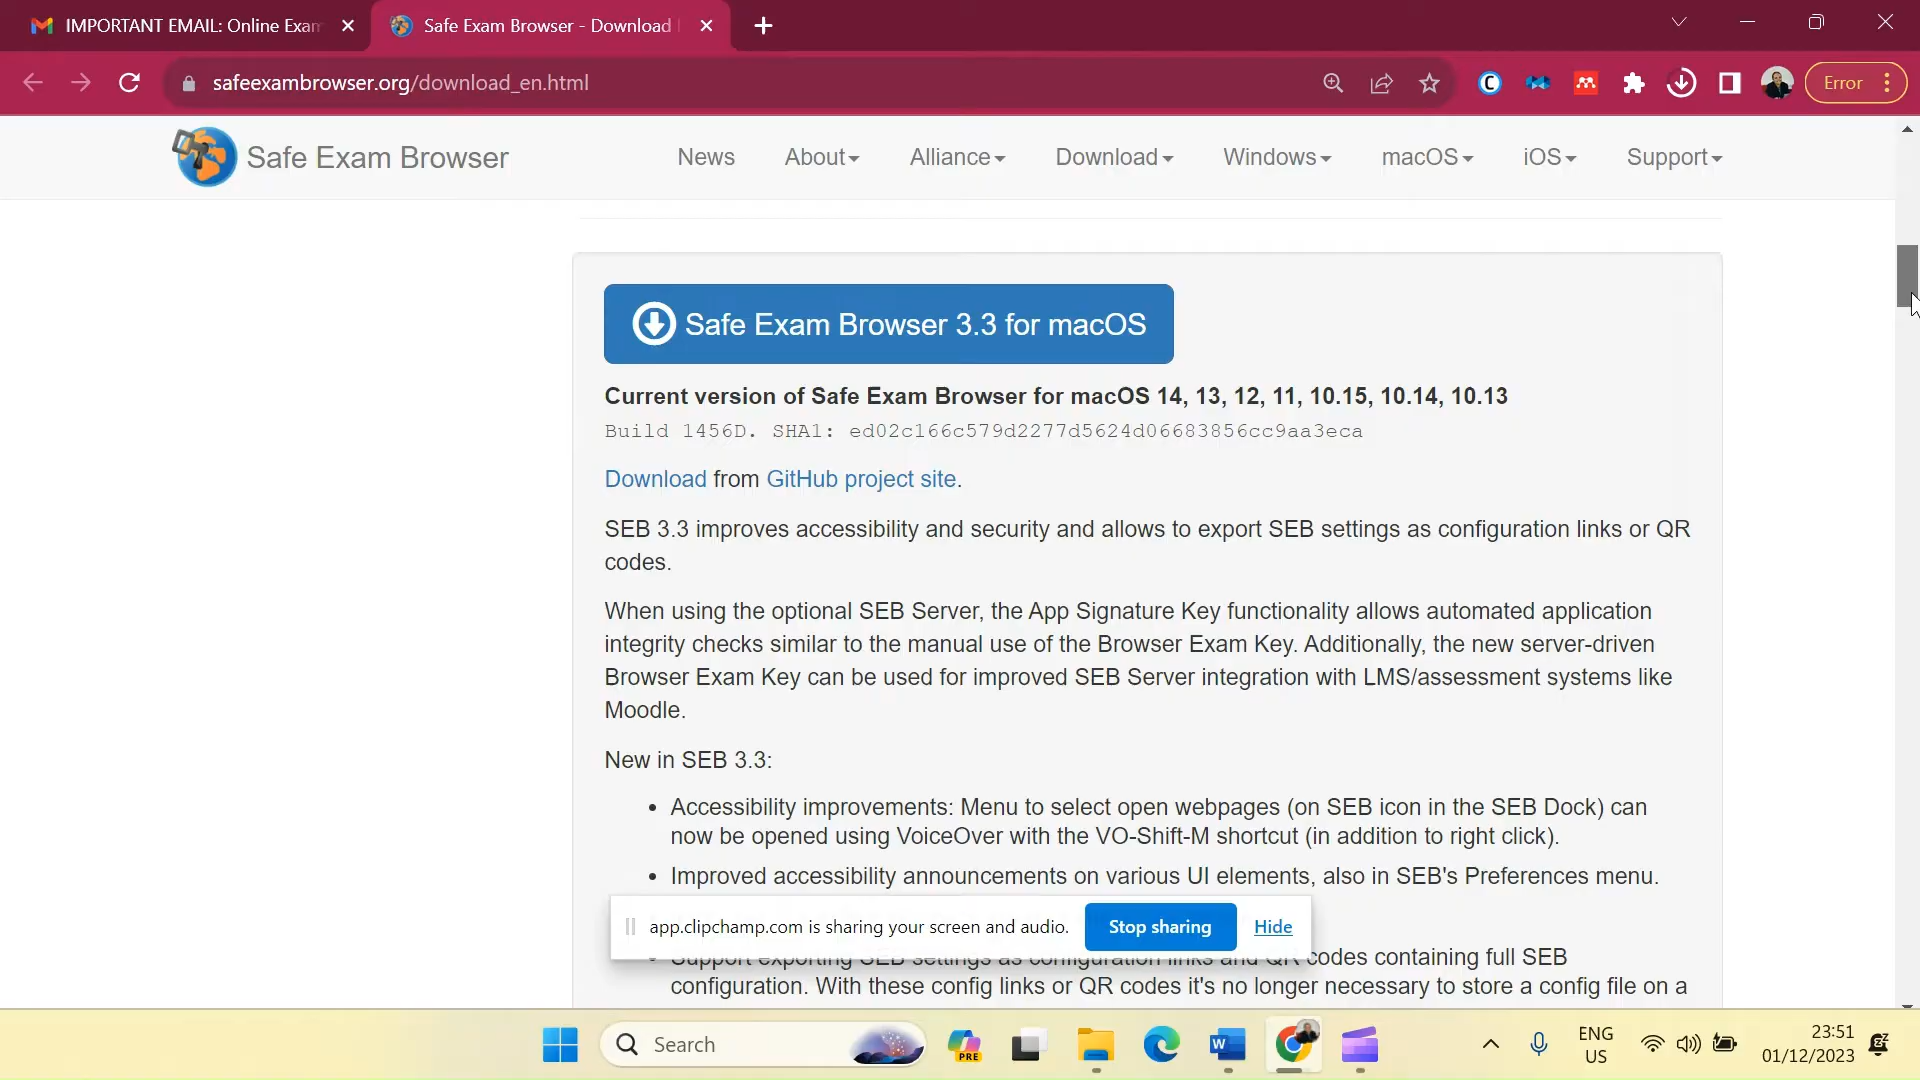 IMPORTANT EMAIL: Online Exam
Safe Exam Browser - Download
safeexambrowser.org/download_en.html
Error
Safe Exam Browser
News
About
Alliance
Download
Windows
macOS
iOS
Support
Safe Exam Browser 3.3 for macOS
Current version of Safe Exam Browser for macOS 14, 13, 12, 11, 10.15, 10.14, 10.13
Build 1456D. SHA1: ed02c166c579d2277d5624d06683856cc9aa3eca
Download from GitHub project site.
SEB 3.3 improves accessibility and security and allows to export SEB settings as configuration links or QR
codes.
When using the optional SEB Server, the App Signature Key functionality allows automated application
integrity checks similar to the manual use of the Browser Exam Key. Additionally, the new server-driven
Browser Exam Key can be used for improved SEB Server integration with LMS/assessment systems like
Moodle.
New in SEB 3.3:
• Accessibility improvements: Menu to select open webpages (on SEB icon in the SEB Dock) can
now be opened using VoiceOver with the VO-Shift-M shortcut (in addition to right click).
• Improved accessibility announcements on various UI elements, also in SEB's Preferences menu.
app.clipchamp.com is sharing your screen and audio.
Stop sharing
Hide
Support exporting SEB settings as configuration links and QR codes containing full SEB
configuration. With these config links or QR codes it's no longer necessary to store a config file on a
Search
PRE
ENG
US
23:51
01/12/2023